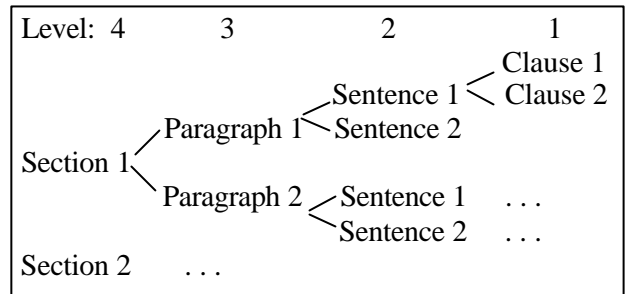 Level: 4 3 2 1
Clause 1
Sentence 1 Clause 2
Paragraph 1 Sentence 2
Section 1
Paragraph 2 Sentence 1 . . .
Sentence 2 . . .
Section 2 . . .